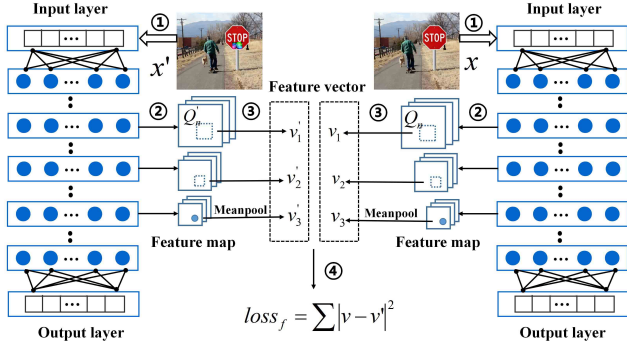 Input layer
①
x'
STOP
STOP
①
x
Input layer
...
...
Feature vector
...
②
Q'n
③
③
Qn
②
...
...
v'1
v1
...
...
v'2
v2
...
...
Meanpool
v'3
v3
Meanpool
...
Feature map
Feature map
...
④
...
...
loss_f = ∑|v − v'|²
...
Output layer
Output layer